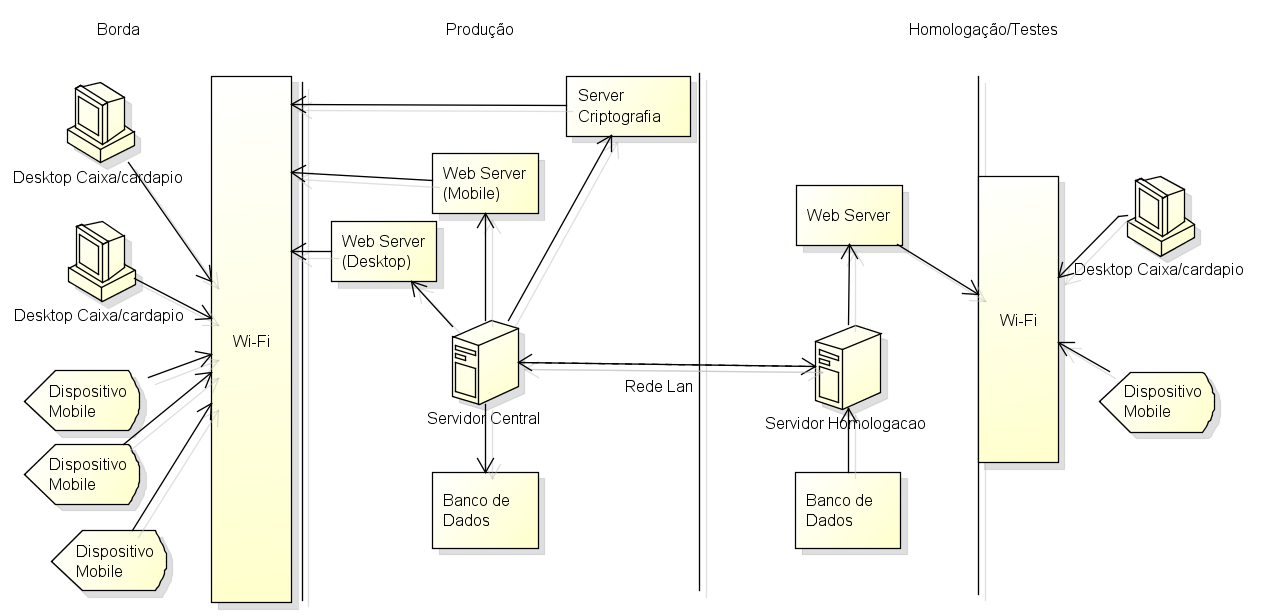 Borda
Produção
Homologação/Testes
Desktop Caixa/cardapio
Desktop Caixa/cardapio
Dispositivo
Mobile
Dispositivo
Mobile
Dispositivo
Mobile
Wi-Fi
Server
Criptografia
Web Server
(Mobile)
Web Server
(Desktop)
Servidor Central
Banco de
Dados
Rede Lan
Web Server
Servidor Homologacao
Banco de
Dados
Wi-Fi
Desktop Caixa/cardapio
Dispositivo
Mobile